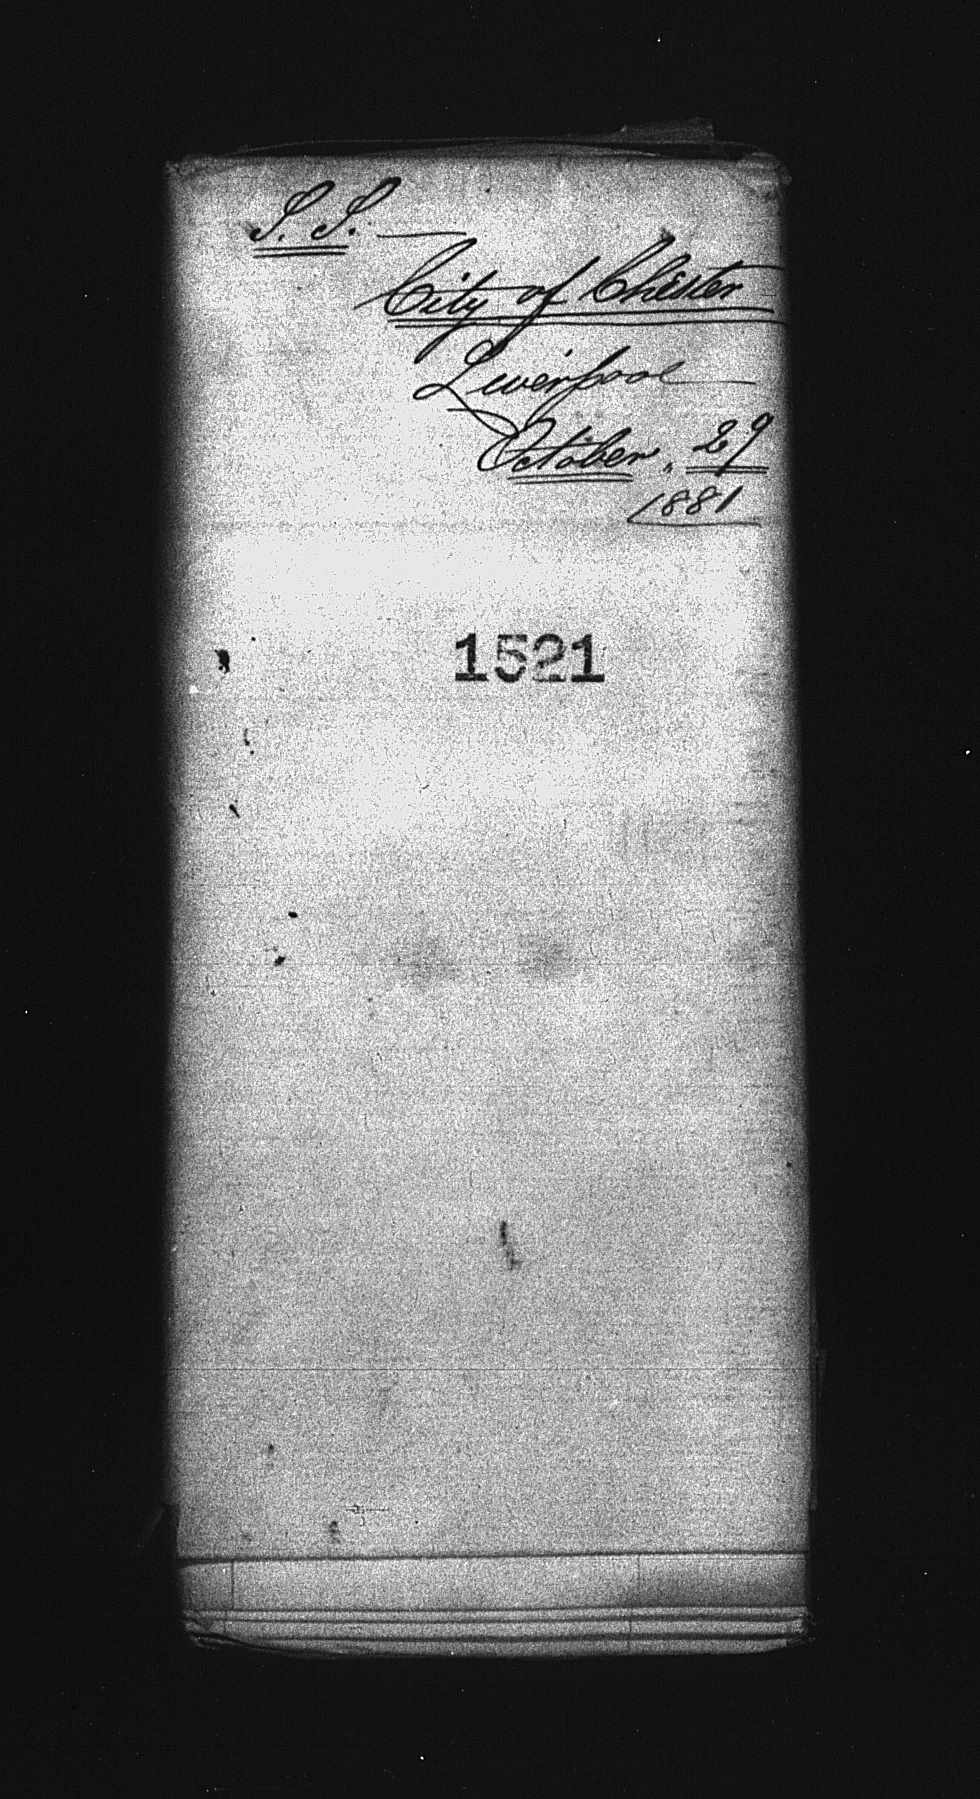 S. S. —
City of Chester
Liverpool
October, 29
1881
1521